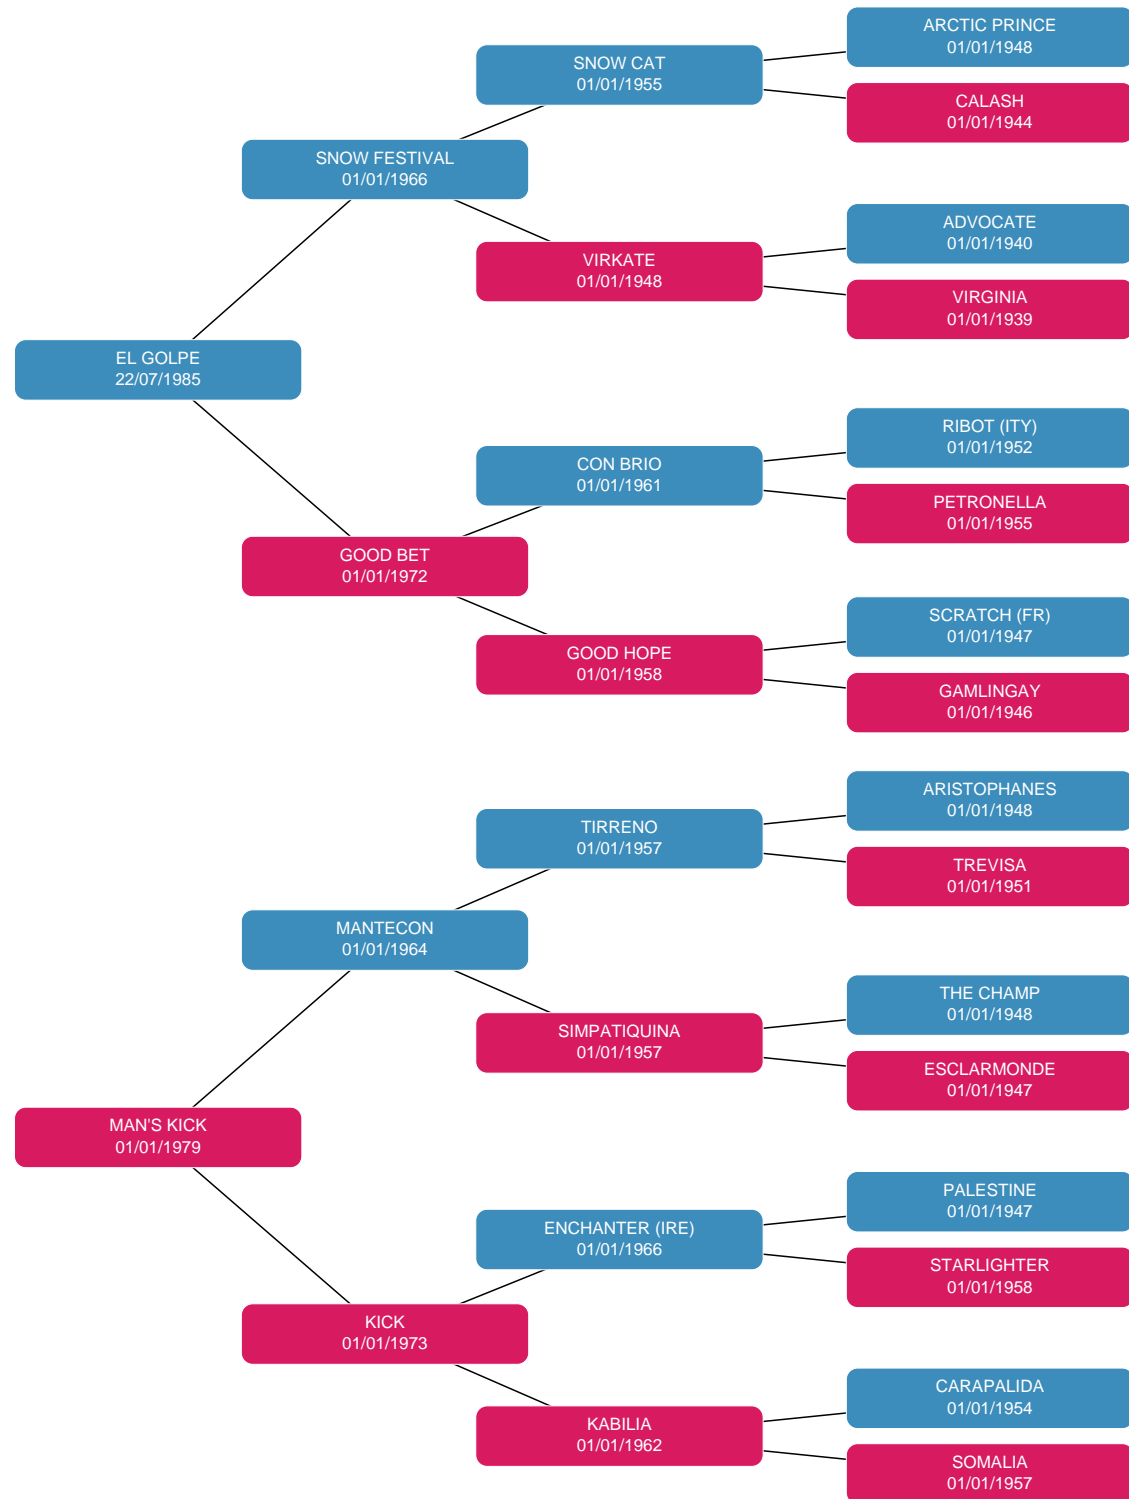 ARCTIC PRINCE
01/01/1948
SNOW CAT
01/01/1955
CALASH
01/01/1944
SNOW FESTIVAL
01/01/1966
ADVOCATE
01/01/1940
VIRKATE
01/01/1948
VIRGINIA
01/01/1939
EL GOLPE
22/07/1985
RIBOT (ITY)
01/01/1952
CON BRIO
01/01/1961
PETRONELLA
01/01/1955
GOOD BET
01/01/1972
SCRATCH (FR)
01/01/1947
GOOD HOPE
01/01/1958
GAMLINGAY
01/01/1946
ARISTOPHANES
01/01/1948
TIRRENO
01/01/1957
TREVISA
01/01/1951
MANTECON
01/01/1964
THE CHAMP
01/01/1948
SIMPATIQUINA
01/01/1957
ESCLARMONDE
01/01/1947
MAN'S KICK
01/01/1979
PALESTINE
01/01/1947
ENCHANTER (IRE)
01/01/1966
STARLIGHTER
01/01/1958
KICK
01/01/1973
CARAPALIDA
01/01/1954
KABILIA
01/01/1962
SOMALIA
01/01/1957